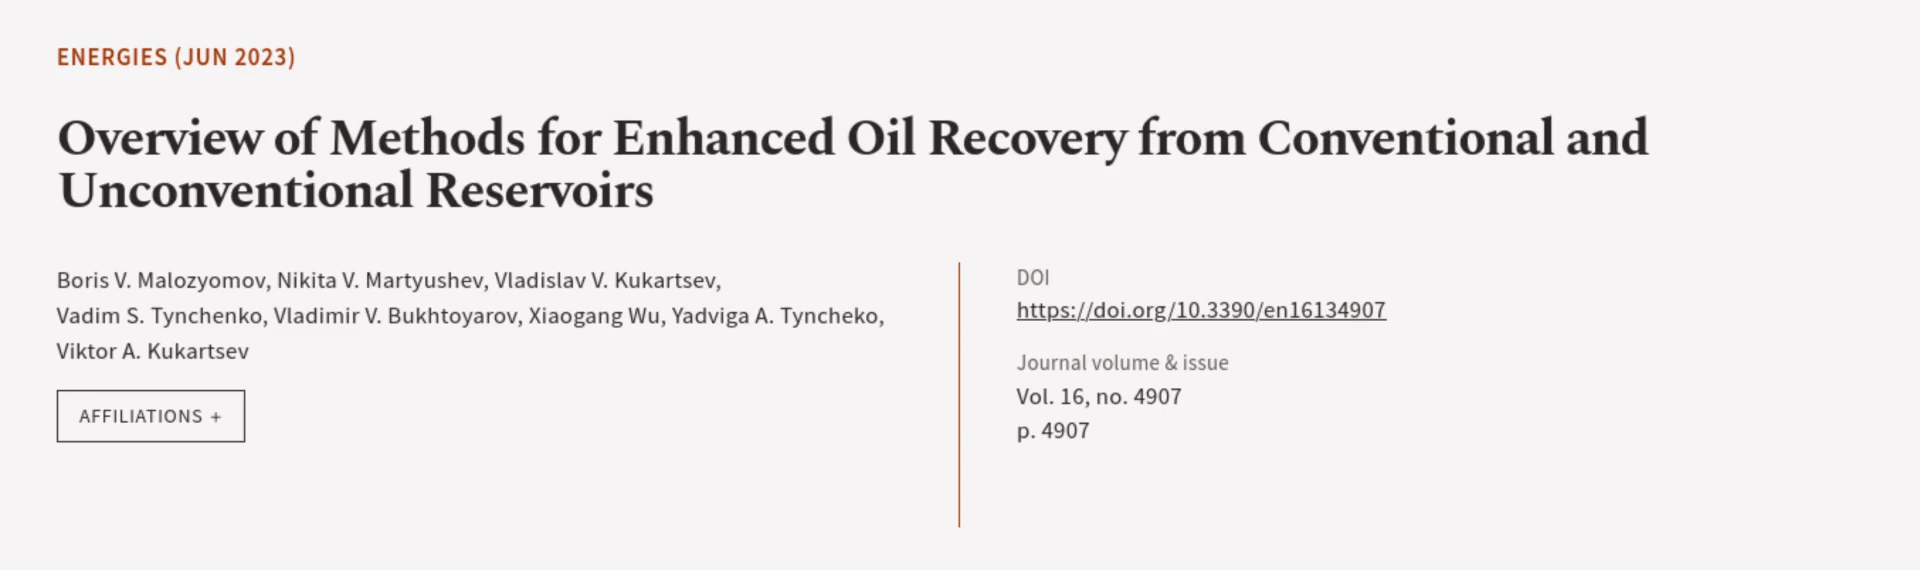 ENERGIES (JUN 2023)
Overview of Methods for Enhanced Oil Recovery from Conventional and
Unconventional Reservoirs
Boris V. Malozyomov, Nikita V. Martyushev, Vladislav V. Kukartsev,
Vadim S. Tynchenko, Vladimir V. Bukhtoyarov, Xiaogang Wu, Yadviga A. Tyncheko,
Viktor A. Kukartsev
AFFILIATIONS +
DOI
https://doi.org/10.3390/en16134907
Journal volume & issue
Vol. 16, no. 4907
p. 4907